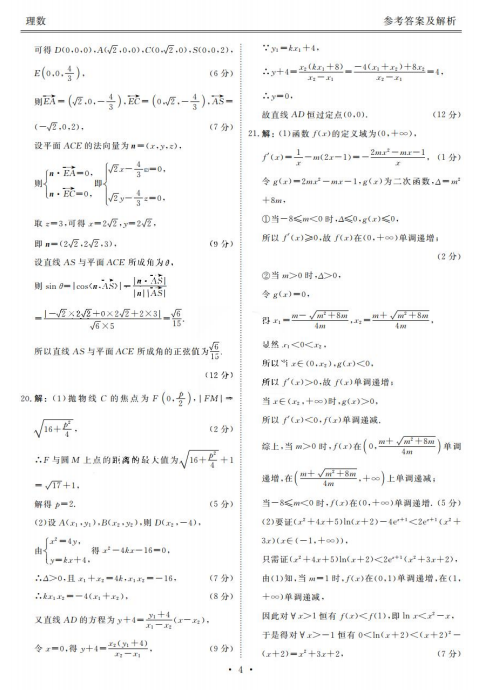 理数
参考答案及解析
可得 D(0,0,0),A(√2,0,0),C(0,√2,0),S(0,0,2),
E(0,0,4/3), (6 分)
则EA=(√2,0,-4/3),EC=(0,√2,-4/3),AS=
(-√2,0,2), (7 分)
设平面 ACE 的法向量为 n=(x,y,z),
则{n·EA=0, n·EC=0, 即{√2x-4/3z=0, √2y-4/3z=0,
取 z=3,可得 x=2√2,y=2√2,
即 n=(2√2,2√2,3), (9 分)
设直线 AS 与平面 ACE 所成角为 θ,
则 sin θ=|cos⟨n,AS⟩|=|n·AS|/|n||AS|
=|-√2×2√2+0×2√2+2×3|/√6×5=√6/15.
所以直线 AS 与平面 ACE 所成角的正弦值为√6/15.
(12 分)
20.解:(1)抛物线 C 的焦点为 F(0,p/2),|FM|=
√(16+p²/4), (2 分)
∴F 与圆 M 上点的距离的最大值为√(16+p²/4)+1
=√17+1,
解得 p=2. (5 分)
(2)设 A(x₁,y₁),B(x₂,y₂),则 D(x₂,-4),
由{x²=4y, y=kx+4, 得 x²-4kx-16=0,
∴Δ>0,且 x₁+x₂=4k,x₁x₂=-16, (7 分)
∴kx₁x₂=-4(x₁+x₂), (8 分)
又直线 AD 的方程为 y+4=(y₁+4)/(x₁-x₂)(x-x₂),
令 x=0,得 y+4=x₂(y₁+4)/(x₂-x₁), (9 分)
∵y₁=kx₁+4,
∴y+4=x₂(kx₁+8)/(x₂-x₁)=(-4(x₁+x₂)+8x₂)/(x₂-x₁)=4,
∴y=0,
故直线 AD 恒过定点(0,0). (12 分)
21.解:(1)函数 f(x)的定义域为(0,+∞),
f′(x)=1/x-m(2x-1)=-(2mx²-mx-1)/x, (1 分)
令 g(x)=2mx²-mx-1,g(x)为二次函数,Δ=m²
+8m,
①当-8≤m<0 时,Δ≤0,g(x)≤0,
所以 f′(x)≥0,故 f(x)在(0,+∞)单调递增;
(2 分)
②当 m>0 时,Δ>0,
令 g(x)=0,
得 x₁=(m-√(m²+8m))/4m,x₂=(m+√(m²+8m))/4m,
显然 x₁<0<x₂,
所以当 x∈(0,x₂),g(x)<0,
所以 f′(x)>0,故 f(x)单调递增;
当 x∈(x₂,+∞)时,g(x)>0,
所以 f′(x)<0,f(x)单调递减.
综上,当 m>0 时,f(x)在(0,(m+√(m²+8m))/4m)单调
递增,在((m+√(m²+8m))/4m,+∞)上单调递减;
当-8≤m<0 时,f(x)在(0,+∞)单调递增. (5 分)
(2)要证(x²+4x+5)ln(x+2)-4eˣ⁺¹<2eˣ⁺¹(x²+
3x)(x∈(-1,+∞)),
只需证(x²+4x+5)ln(x+2)<2eˣ⁺¹(x²+3x+2),
由(1)知,当 m=1 时,f(x)在(0,1)单调递增,在(1,
+∞)单调递减,
因此对∀x>1 恒有 f(x)<f(1),即 ln x<x²-x,
于是得对∀x>-1 恒有 0<ln(x+2)<(x+2)²-
(x+2)=x²+3x+2, (7 分)
• 4 •